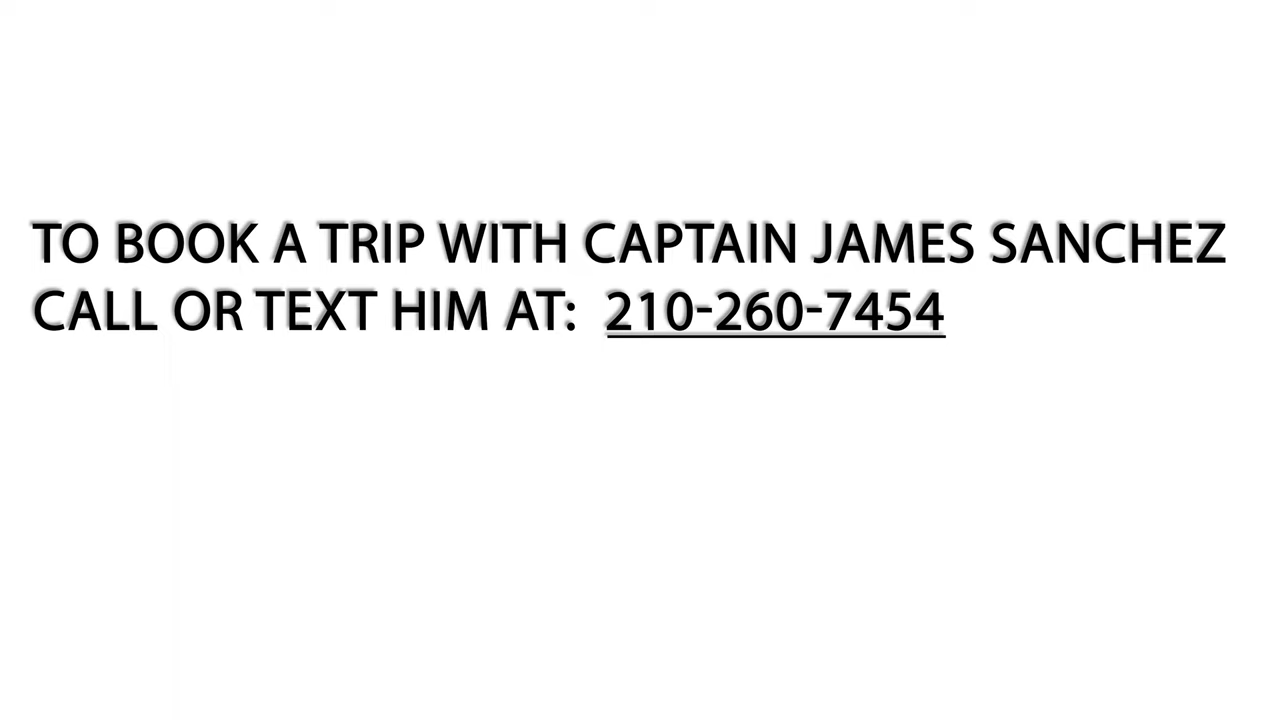 TO BOOK A TRIP WITH CAPTAIN JAMES SANCHEZ
CALL OR TEXT HIM AT: 210-260-7454